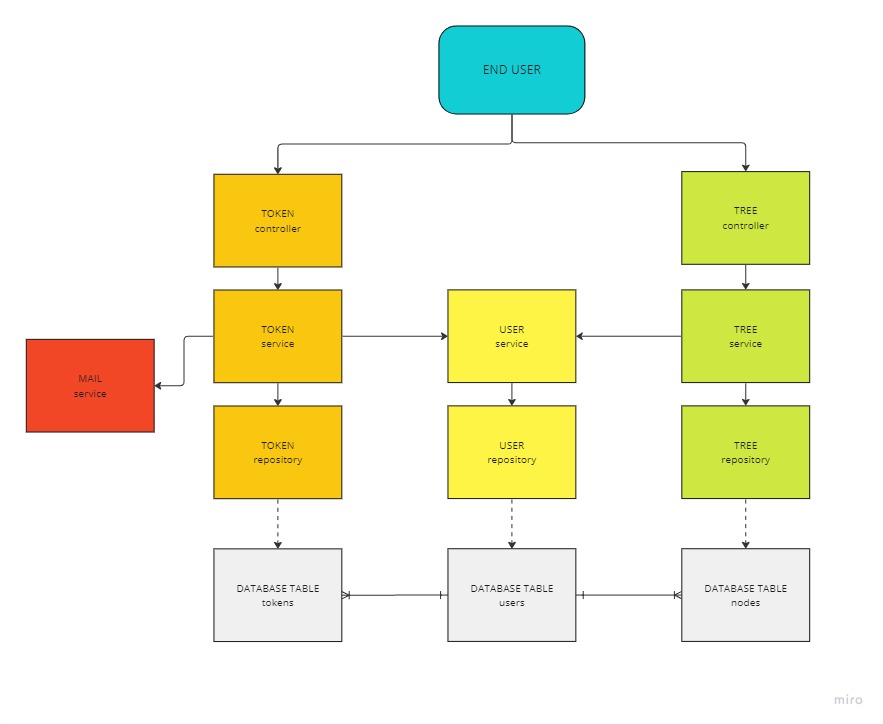 END USER
TOKEN
controller
TREE
controller
TOKEN
service
USER
service
TREE
service
MAIL
service
TOKEN
repository
USER
repository
TREE
repository
DATABASE TABLE
tokens
DATABASE TABLE
users
DATABASE TABLE
nodes
miro